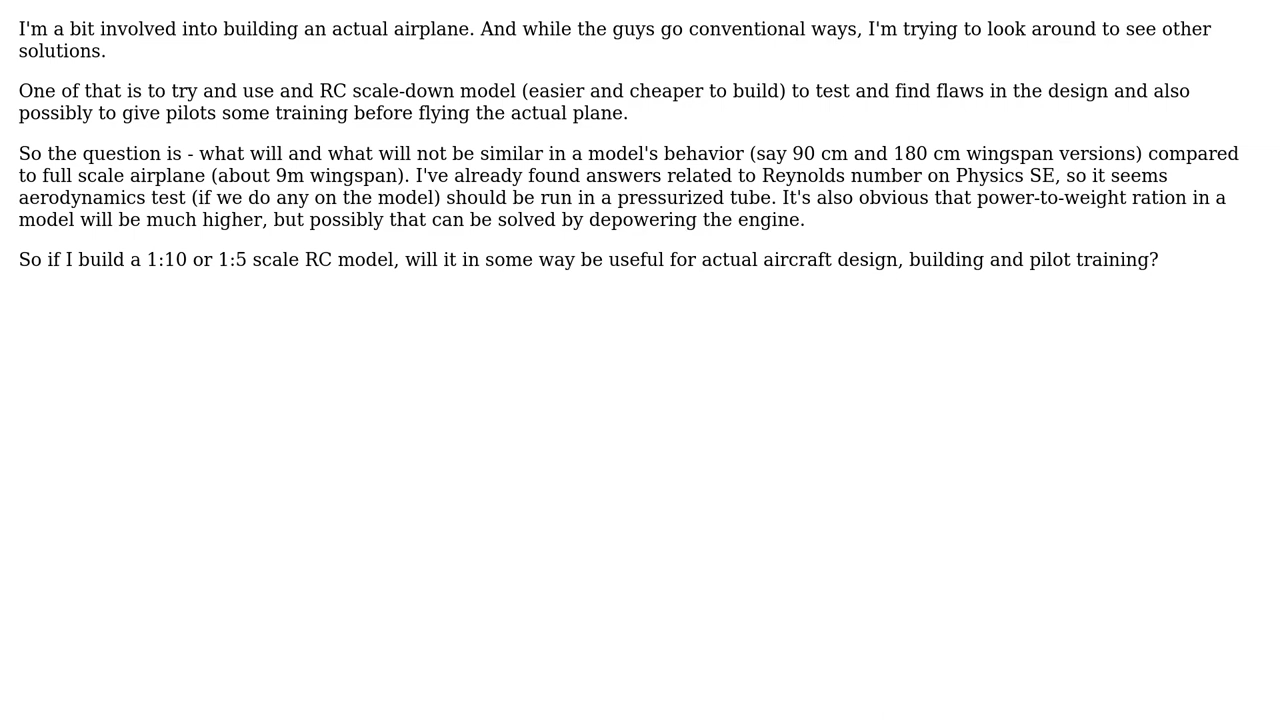 I'm a bit involved into building an actual airplane. And while the guys go conventional ways, I'm trying to look around to see other
solutions.
One of that is to try and use and RC scale-down model (easier and cheaper to build) to test and find flaws in the design and also
possibly to give pilots some training before flying the actual plane.
So the question is - what will and what will not be similar in a model's behavior (say 90 cm and 180 cm wingspan versions) compared
to full scale airplane (about 9m wingspan). I've already found answers related to Reynolds number on Physics SE, so it seems
aerodynamics test (if we do any on the model) should be run in a pressurized tube. It's also obvious that power-to-weight ration in a
model will be much higher, but possibly that can be solved by depowering the engine.
So if I build a 1:10 or 1:5 scale RC model, will it in some way be useful for actual aircraft design, building and pilot training?